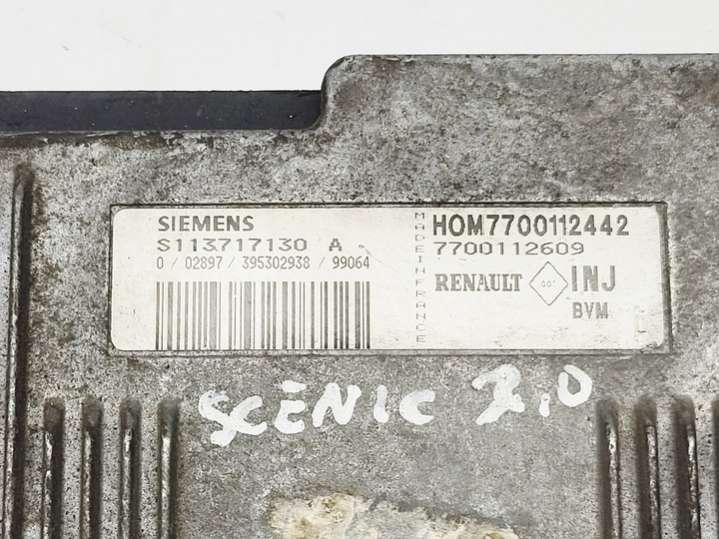 SIEMENS
S113717130 A
0 / 02897 / 395302938 / 99064
MADE IN FRANCE
HOM7700112442
7700112609
RENAULT INJ
BVM
SCENIC 2.0